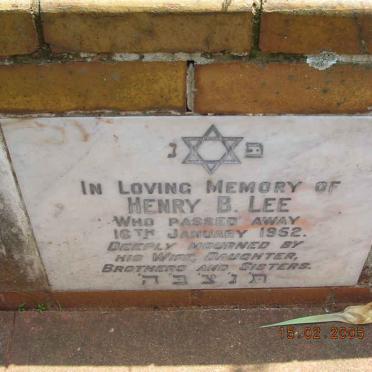 פ נ
IN LOVING MEMORY OF
HENRY B. LEE
WHO PASSED AWAY
16TH JANUARY 1952.
DEEPLY MOURNED BY
HIS WIFE, DAUGHTER,
BROTHERS AND SISTERS.
ת נ צ ב ה
15.02.2005